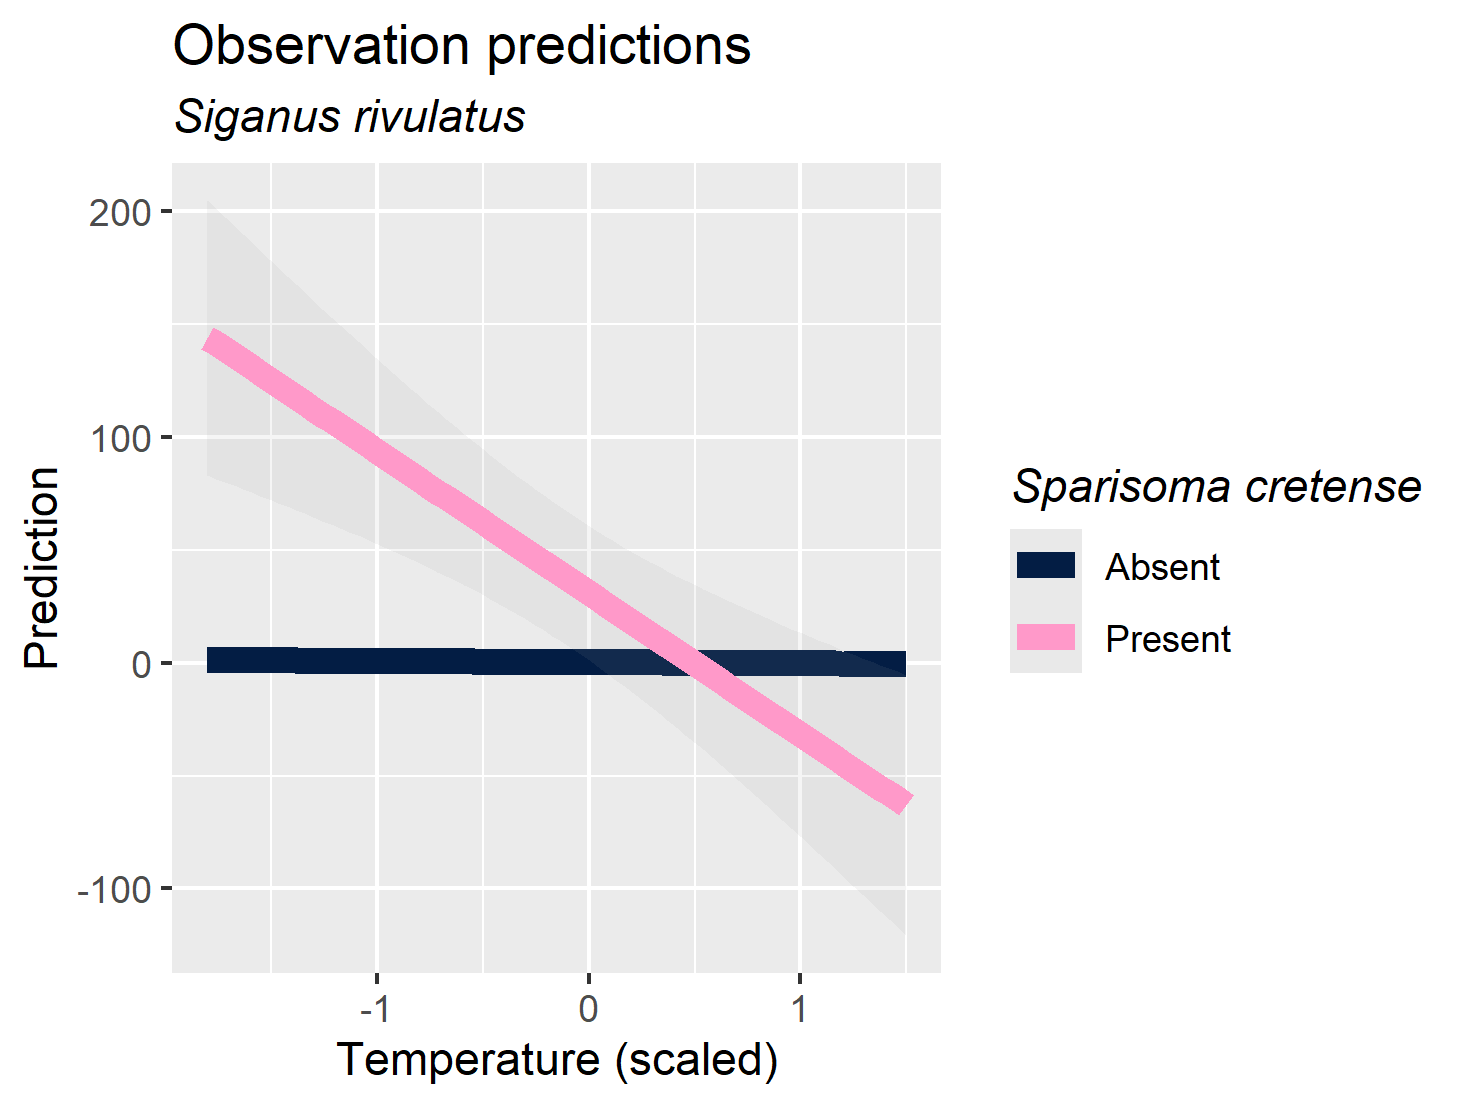 Observation predictions
Siganus rivulatus
Prediction
200
100
0
-100
-1
0
1
Temperature (scaled)
Sparisoma cretense
Absent
Present